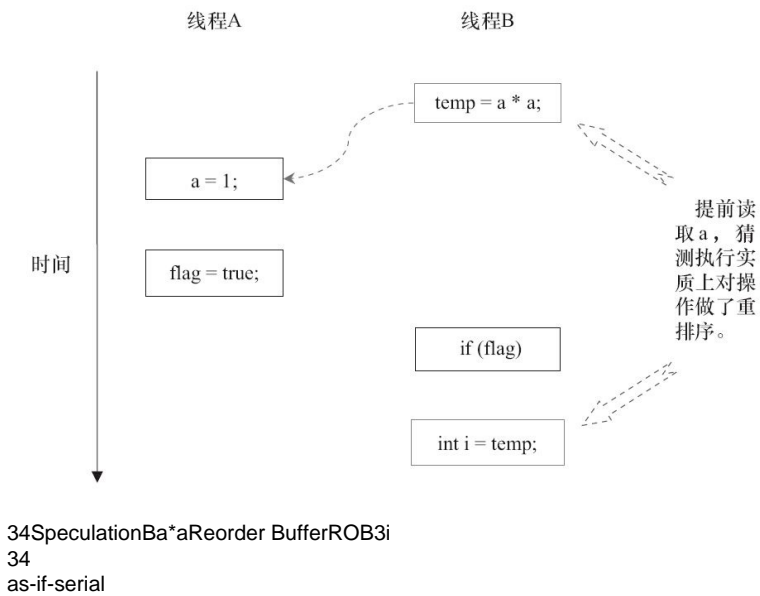 线程A 线程B
temp = a * a;
a = 1;
提前读
取a，猜
测执行实
质上对操
作做了重
排序。
时间
flag = true;
if (flag)
int i = temp;
34SpeculationBa*aReorder BufferROB3i
34
as-if-serial